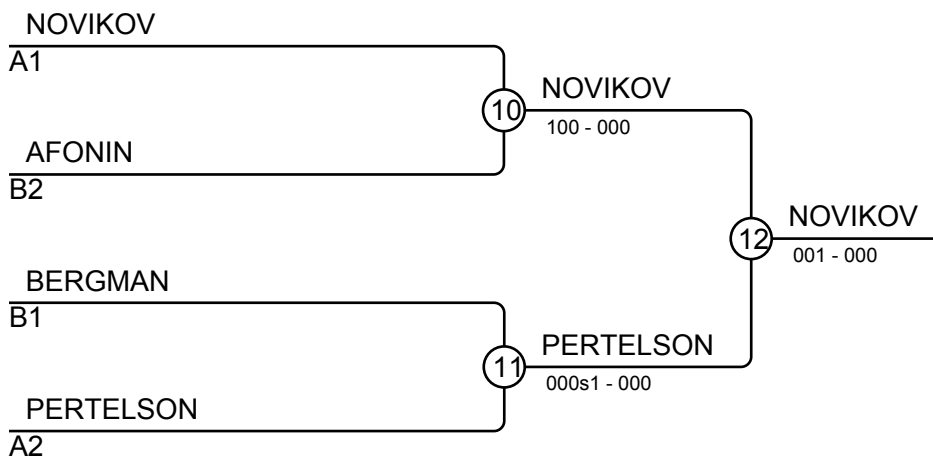 NOVIKOV
A1
10
NOVIKOV
100 - 000
AFONIN
B2
12
NOVIKOV
001 - 000
BERGMAN
B1
11
PERTELSON
000s1 - 000
PERTELSON
A2